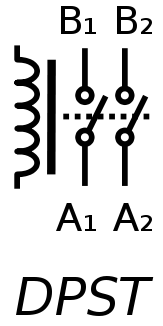 B₁ B₂
A₁ A₂
DPST